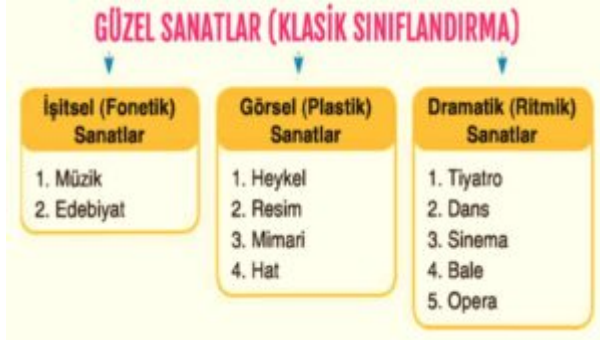 GÜZEL SANATLAR (KLASİK SINIFLANDIRMA)
İşitsel (Fonetik)
Sanatlar
1. Müzik
2. Edebiyat
Görsel (Plastik)
Sanatlar
1. Heykel
2. Resim
3. Mimari
4. Hat
Dramatik (Ritmik)
Sanatlar
1. Tiyatro
2. Dans
3. Sinema
4. Bale
5. Opera